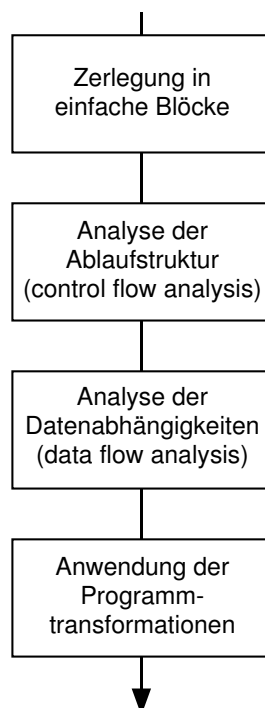 Zerlegung in
einfache Blöcke
Analyse der
Ablaufstruktur
(control flow analysis)
Analyse der
Datenabhängigkeiten
(data flow analysis)
Anwendung der
Programm-
transformationen